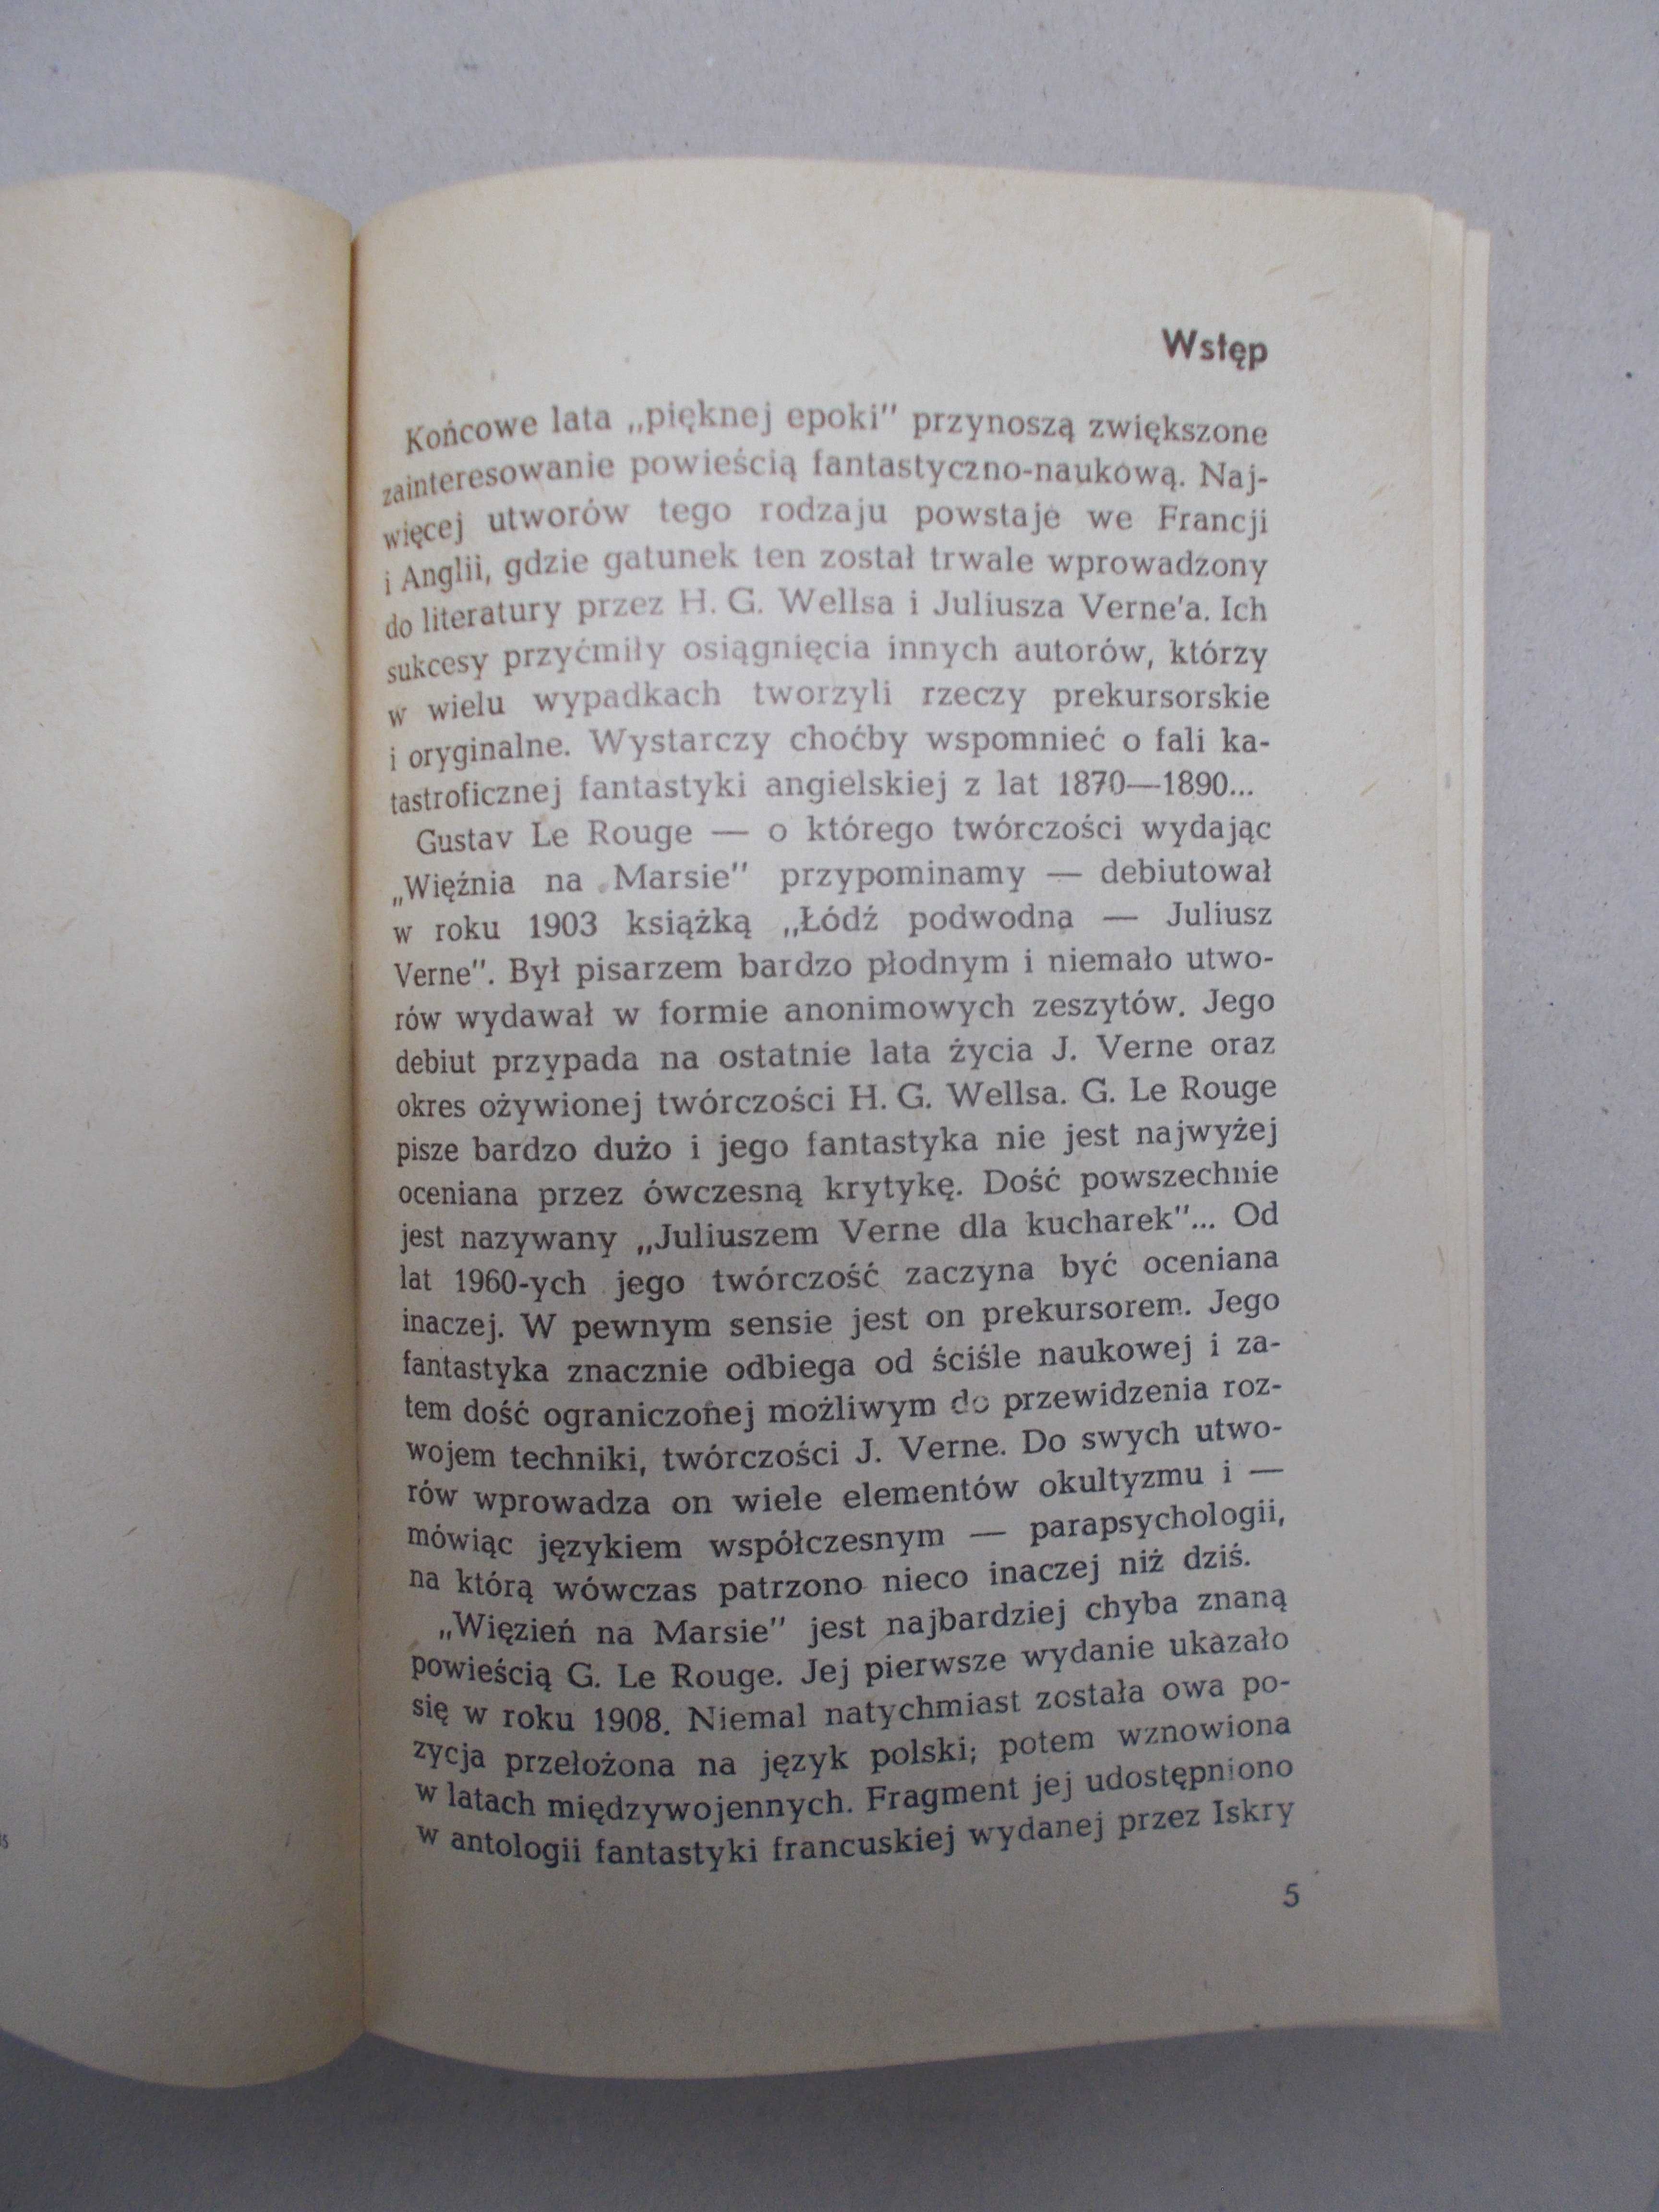 Wstęp
Końcowe lata „pięknej epoki" przynoszą zwiększone
zainteresowanie powieścią fantastyczno-naukową. Naj-
więcej utworów tego rodzaju powstaje we Francji
i Anglii, gdzie gatunek ten został trwale wprowadzony
do literatury przez H. G. Wellsa i Juliusza Verne'a. Ich
sukcesy przyćmiły osiągnięcia innych autorów, którzy
w wielu wypadkach tworzyli rzeczy prekursorskie
i oryginalne. Wystarczy choćby wspomnieć o fali ka-
tastroficznej fantastyki angielskiej z lat 1870—1890...
Gustav Le Rouge — o którego twórczości wydając
„Więźnia na Marsie" przypominamy — debiutował
w roku 1903 książką „Łódź podwodna — Juliusz
Verne". Był pisarzem bardzo płodnym i niemało utwo-
rów wydawał w formie anonimowych zeszytów. Jego
debiut przypada na ostatnie lata życia J. Verne oraz
okres ożywionej twórczości H. G. Wellsa. G. Le Rouge
pisze bardzo dużo i jego fantastyka nie jest najwyżej
oceniana przez ówczesną krytykę. Dość powszechnie
jest nazywany „Juliuszem Verne dla kucharek"... Od
lat 1960-ych jego twórczość zaczyna być oceniana
inaczej. W pewnym sensie jest on prekursorem. Jego
fantastyka znacznie odbiega od ściśle naukowej i za-
tem dość ograniczonej możliwym do przewidzenia roz-
wojem techniki, twórczości J. Verne. Do swych utwo-
rów wprowadza on wiele elementów okultyzmu i —
mówiąc językiem współczesnym — parapsychologii,
na którą wówczas patrzono nieco inaczej niż dziś.
„Więzień na Marsie" jest najbardziej chyba znaną
powieścią G. Le Rouge. Jej pierwsze wydanie ukazało
się w roku 1908. Niemal natychmiast została owa po-
zycja przełożona na język polski; potem wznowiona
w latach międzywojennych. Fragment jej udostępniono
w antologii fantastyki francuskiej wydanej przez Iskry
5